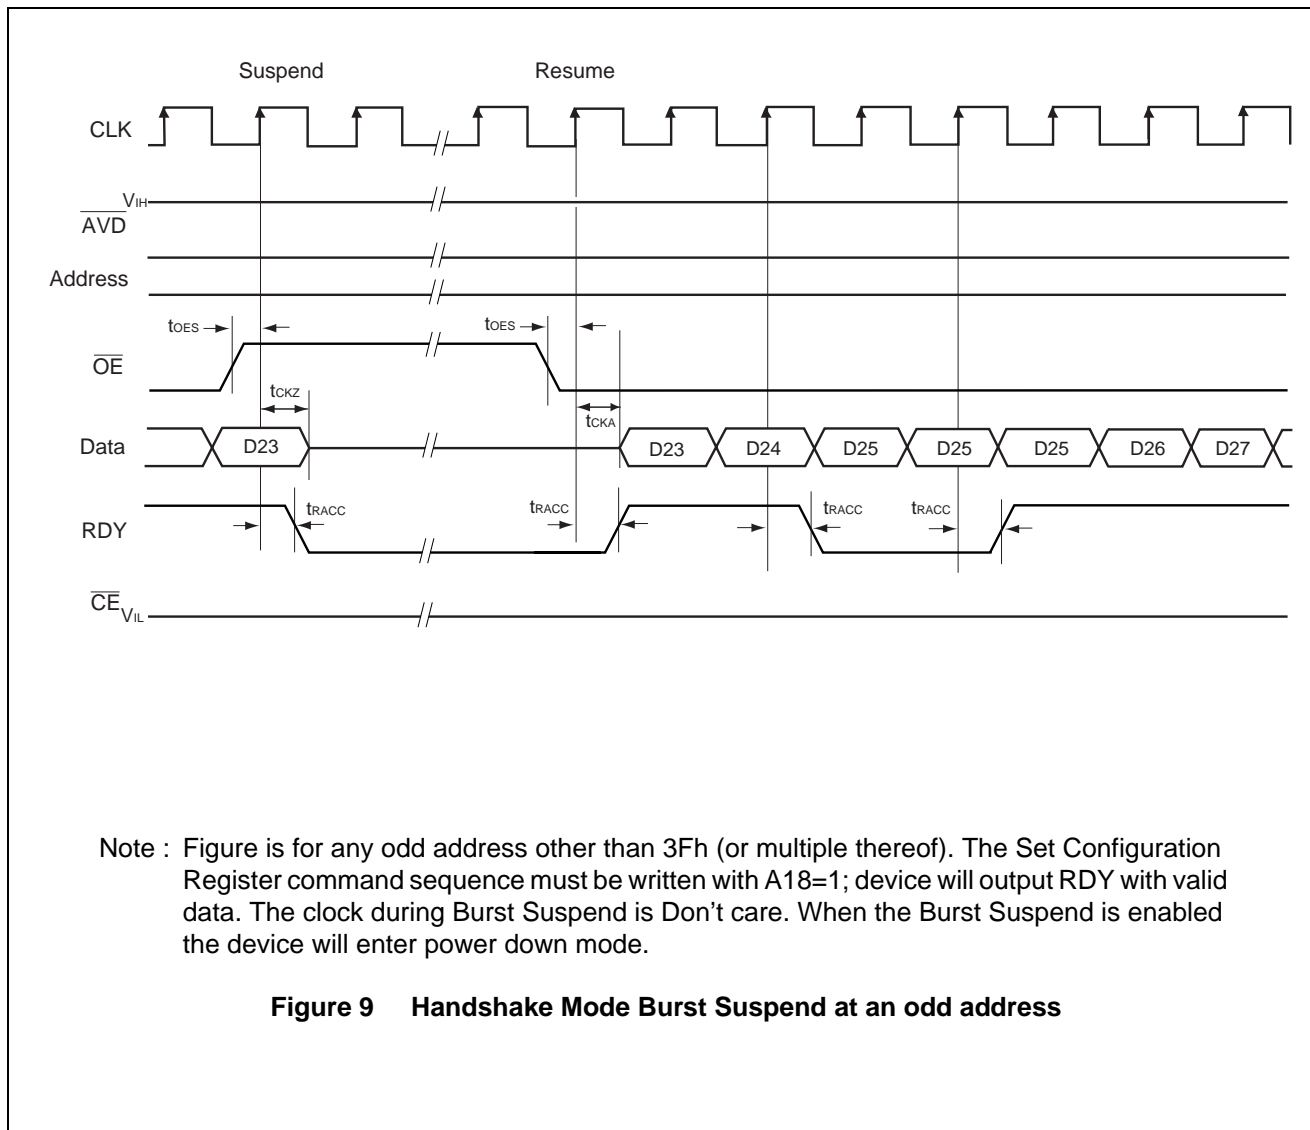 Suspend Resume
CLK
VIH
AVD
Address
tOES tOES
OE
tCKZ
tCKA
Data D23 D23 D24 D25 D25 D25 D26 D27
tRACC tRACC tRACC tRACC
RDY
CE VIL
Note : Figure is for any odd address other than 3Fh (or multiple thereof). The Set Configuration
Register command sequence must be written with A18=1; device will output RDY with valid
data. The clock during Burst Suspend is Don't care. When the Burst Suspend is enabled
the device will enter power down mode.
Figure 9 Handshake Mode Burst Suspend at an odd address